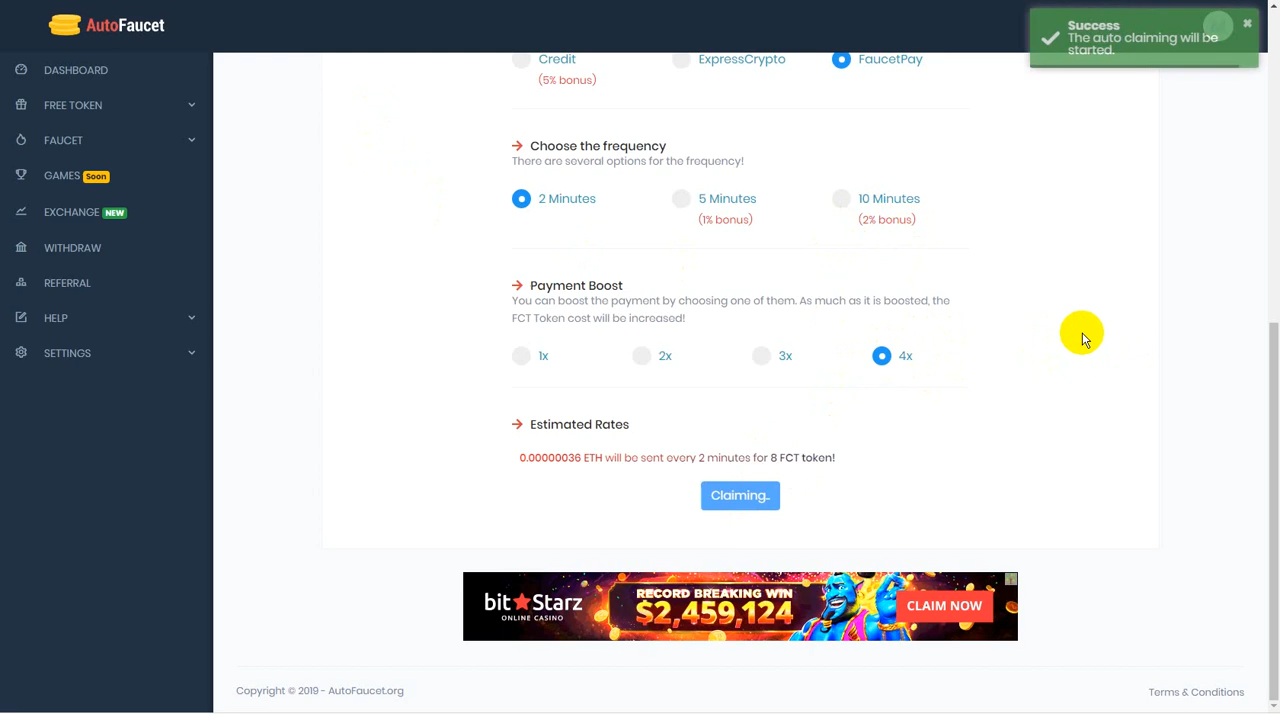 AutoFaucet
Success
The auto claiming will be
started.
DASHBOARD
FREE TOKEN
FAUCET
GAMES Soon
EXCHANGE NEW
WITHDRAW
REFERRAL
HELP
SETTINGS
Credit
(5% bonus)
ExpressCrypto
FaucetPay
Choose the frequency
There are several options for the frequency!
2 Minutes
5 Minutes
(1% bonus)
10 Minutes
(2% bonus)
Payment Boost
You can boost the payment by choosing one of them. As much as it is boosted, the
FCT Token cost will be increased!
1x 2x 3x 4x
Estimated Rates
0.00000036 ETH will be sent every 2 minutes for 8 FCT token!
Claiming..
bitStarz
ONLINE CASINO
RECORD BREAKING WIN
$2,459,124
CLAIM NOW
Copyright © 2019 - AutoFaucet.org
Terms & Conditions